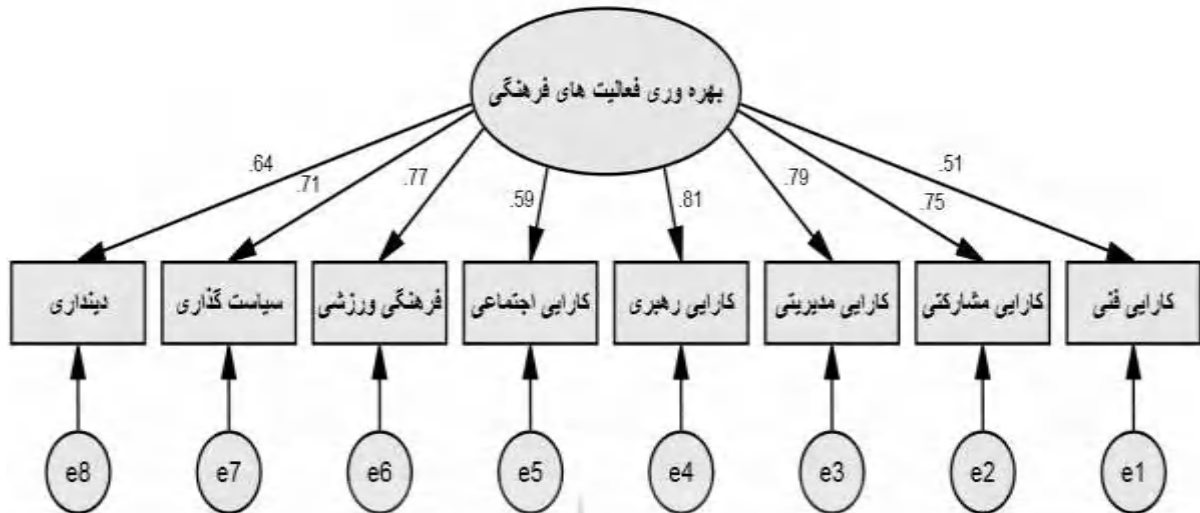 بهره وری فعالیت های فرهنگی
.51
.75
.79
.81
.59
.77
.71
.64
کارایی فنی
کارایی مشارکتی
کارایی مدیریتی
کارایی رهبری
کارایی اجتماعی
فرهنگی ورزشی
سیاست گذاری
دینداری
e1
e2
e3
e4
e5
e6
e7
e8